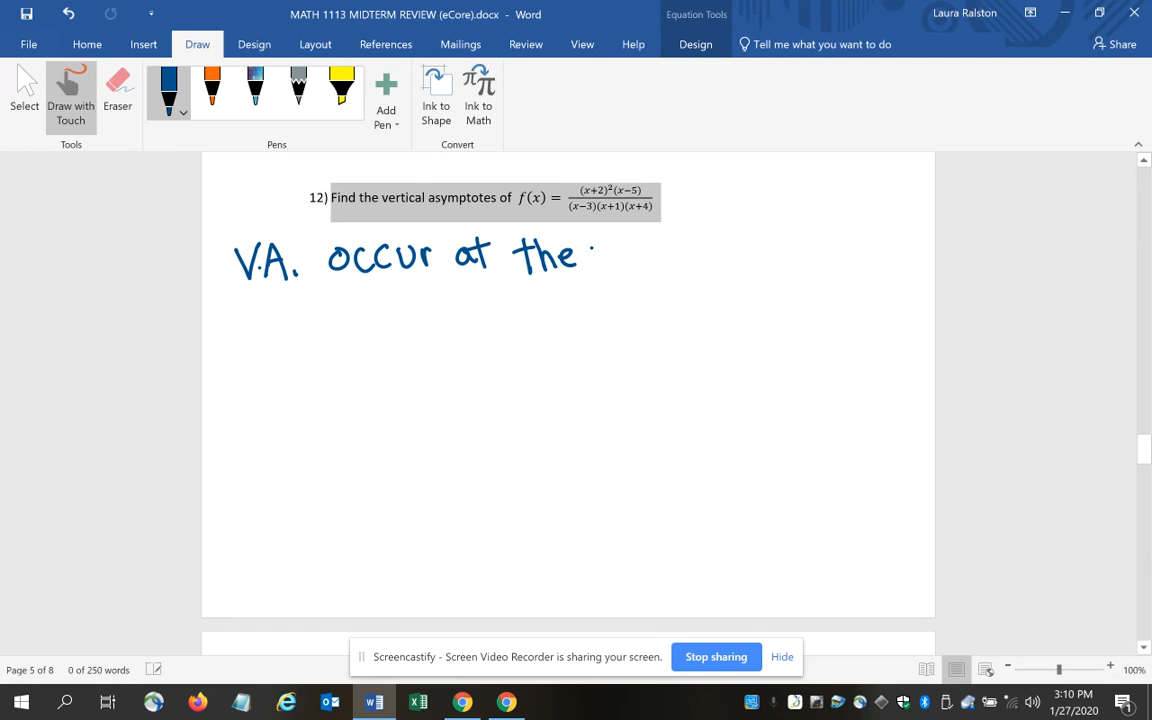 MATH 1113 MIDTERM REVIEW (eCore).docx - Word
Equation Tools
Laura Ralston
File Home Insert Draw Design Layout References Mailings Review View Help Design Tell me what you want to do Share
Select
Draw with Touch
Eraser
Add Pen
Ink to Shape
Ink to Math
Tools
Pens
Convert
12) Find the vertical asymptotes of f(x) = (x+2)²(x−5) / (x−3)(x+1)(x+4)
V.A. occur at the
Screencastify - Screen Video Recorder is sharing your screen. Stop sharing Hide
Page 5 of 8 0 of 250 words 100%
3:10 PM
1/27/2020